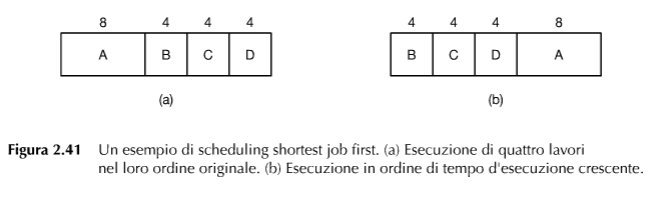 8 4 4 4 4 4 4 8
A B C D B C D A
(a) (b)
Figura 2.41 Un esempio di scheduling shortest job first. (a) Esecuzione di quattro lavori
nel loro ordine originale. (b) Esecuzione in ordine di tempo d'esecuzione crescente.